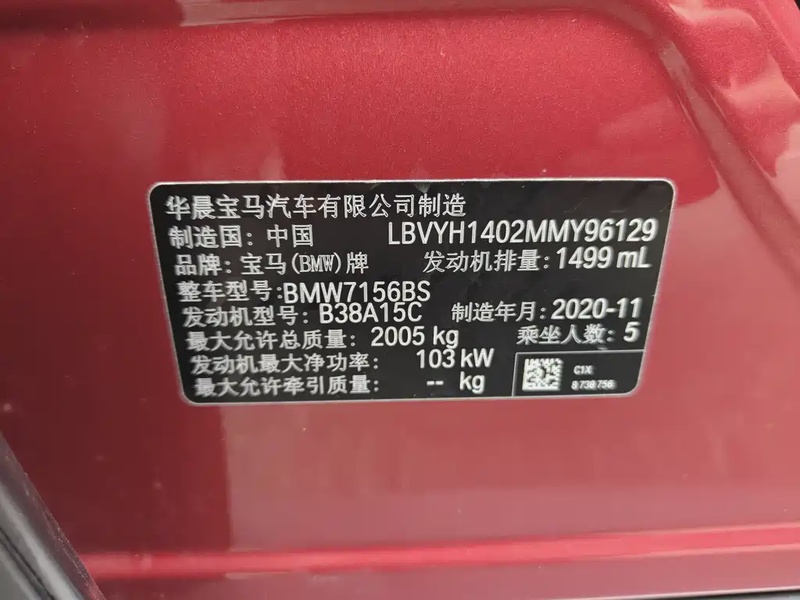 华晨宝马汽车有限公司制造
制造国: 中国 LBVYH1402MMY96129
品牌: 宝马(BMW)牌 发动机排量: 1499 mL
整车型号: BMW7156BS
发动机型号: B38A15C 制造年月: 2020-11
最大允许总质量: 2005 kg 乘坐人数: 5
发动机最大净功率: 103 kW
最大允许牵引质量: -- kg
C1X
8 738 756